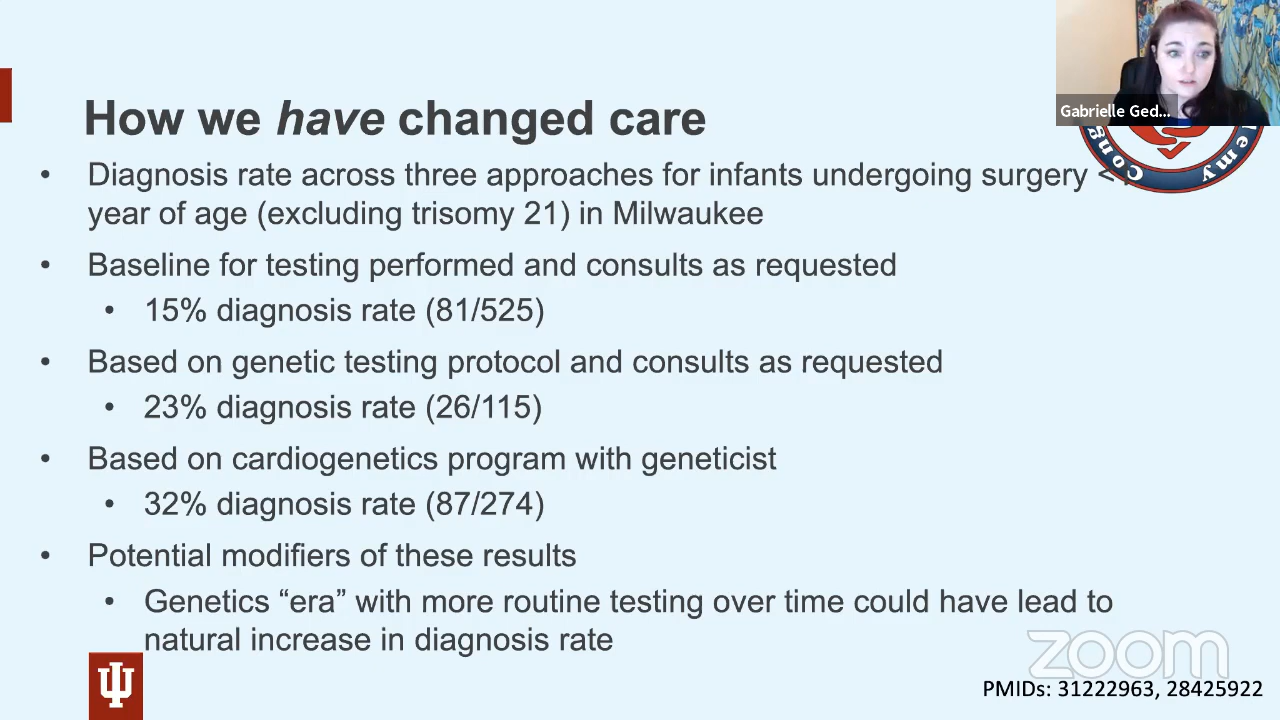 Gabrielle Ged...
How we have changed care
• Diagnosis rate across three approaches for infants undergoing surgery <
year of age (excluding trisomy 21) in Milwaukee
• Baseline for testing performed and consults as requested
• 15% diagnosis rate (81/525)
• Based on genetic testing protocol and consults as requested
• 23% diagnosis rate (26/115)
• Based on cardiogenetics program with geneticist
• 32% diagnosis rate (87/274)
• Potential modifiers of these results
• Genetics “era” with more routine testing over time could have lead to
natural increase in diagnosis rate
zoom
PMIDs: 31222963, 28425922